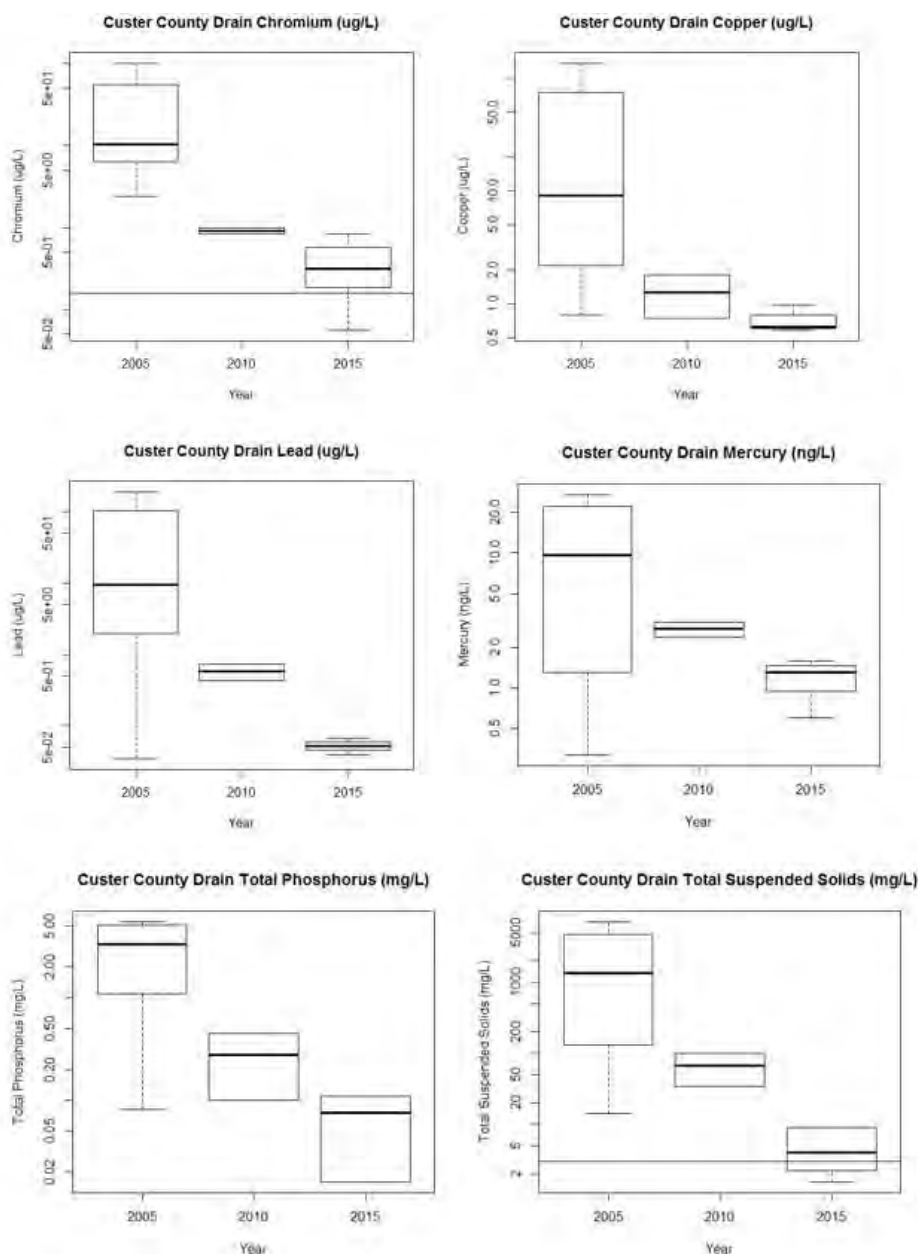 Custer County Drain Chromium (ug/L)
Chromium (ug/L)
5e+01
5e+00
5e-01
5e-02
2005 2010 2015
Year
Custer County Drain Copper (ug/L)
Copper (ug/L)
50.0
10.0
5.0
2.0
1.0
0.5
2005 2010 2015
Year
Custer County Drain Lead (ug/L)
Lead (ug/L)
5e+01
5e+00
5e-01
5e-02
2005 2010 2015
Year
Custer County Drain Mercury (ng/L)
Mercury (ng/L)
20.0
10.0
5.0
2.0
1.0
0.5
2005 2010 2015
Year
Custer County Drain Total Phosphorus (mg/L)
Total Phosphorus (mg/L)
5.00
2.00
0.50
0.20
0.05
0.02
2005 2010 2015
Year
Custer County Drain Total Suspended Solids (mg/L)
Total Suspended Solids (mg/L)
5000
1000
200
50
20
5
2
2005 2010 2015
Year